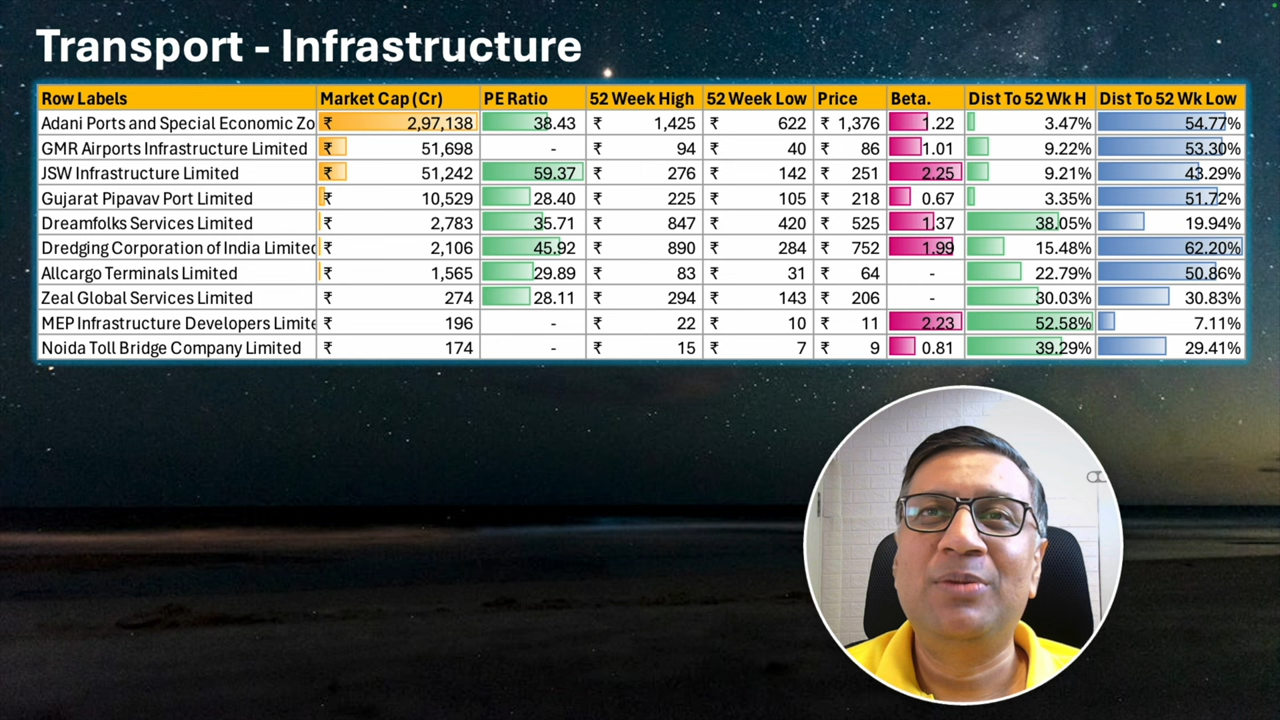 Transport - Infrastructure
Row Labels Market Cap (Cr) PE Ratio 52 Week High 52 Week Low Price Beta. Dist To 52 Wk H Dist To 52 Wk Low
Adani Ports and Special Economic Zo ₹ 2,97,138 38.43 ₹ 1,425 ₹ 622 ₹ 1,376 1.22 3.47% 54.77%
GMR Airports Infrastructure Limited ₹ 51,698 - ₹ 94 ₹ 40 ₹ 86 1.01 9.22% 53.30%
JSW Infrastructure Limited ₹ 51,242 59.37 ₹ 276 ₹ 142 ₹ 251 2.25 9.21% 43.29%
Gujarat Pipavav Port Limited ₹ 10,529 28.40 ₹ 225 ₹ 105 ₹ 218 0.67 3.35% 51.72%
Dreamfolks Services Limited ₹ 2,783 35.71 ₹ 847 ₹ 420 ₹ 525 1.37 38.05% 19.94%
Dredging Corporation of India Limited ₹ 2,106 45.92 ₹ 890 ₹ 284 ₹ 752 1.99 15.48% 62.20%
Allcargo Terminals Limited ₹ 1,565 29.89 ₹ 83 ₹ 31 ₹ 64 - 22.79% 50.86%
Zeal Global Services Limited ₹ 274 28.11 ₹ 294 ₹ 143 ₹ 206 - 30.03% 30.83%
MEP Infrastructure Developers Limite ₹ 196 - ₹ 22 ₹ 10 ₹ 11 2.23 52.58% 7.11%
Noida Toll Bridge Company Limited ₹ 174 - ₹ 15 ₹ 7 ₹ 9 0.81 39.29% 29.41%